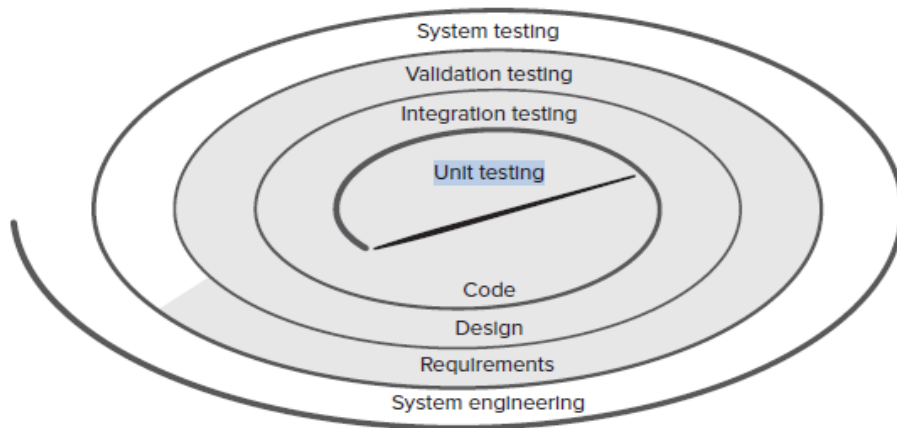 System testing
Validation testing
Integration testing
Unit testing
Code
Design
Requirements
System engineering